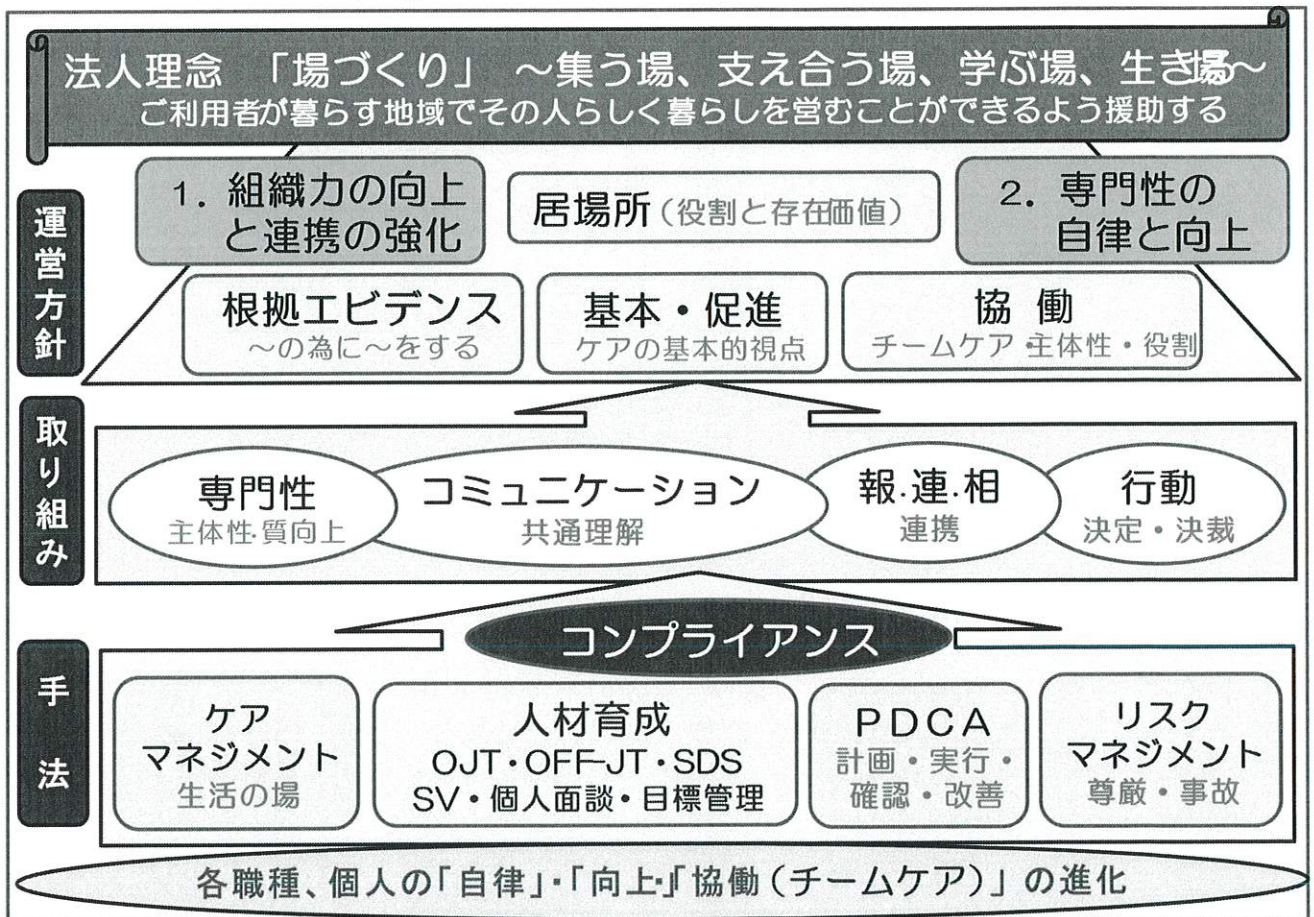 法人理念 「場づくり」 ~集う場、支え合う場、学ぶ場、生きる場~
ご利用者が暮らす地域でその人らしく暮らしを営むことができるよう援助する
運営方針
1. 組織力の向上
と連携の強化
居場所(役割と存在価値)
2. 専門性の
自律と向上
根拠エビデンス
~の為に~をする
基本・促進
ケアの基本的視点
協 働
チームケア・主体性・役割
取り組み
専門性
主体性・質向上
コミュニケーション
共通理解
報.連.相
連携
行動
決定・決裁
コンプライアンス
手法
ケア
マネジメント
生活の場
人材育成
OJT・OFF-JT・SDS
SV・個人面談・目標管理
PDCA
計画・実行・
確認・改善
リスク
マネジメント
尊厳・事故
各職種、個人の「自律」・「向上」・「協働(チームケア)」の進化